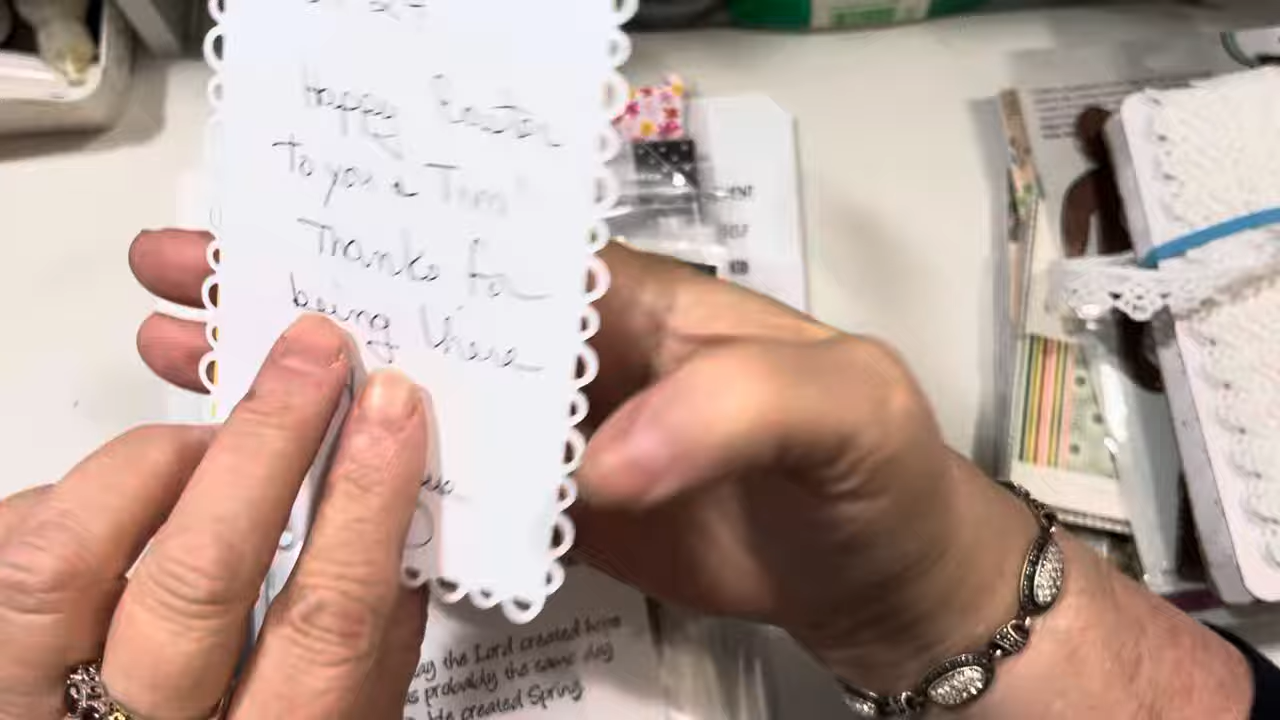 Happy Easter
to you & Tim!
Thanks for
being there
ay the Lord created
probably the same day
He created Spring